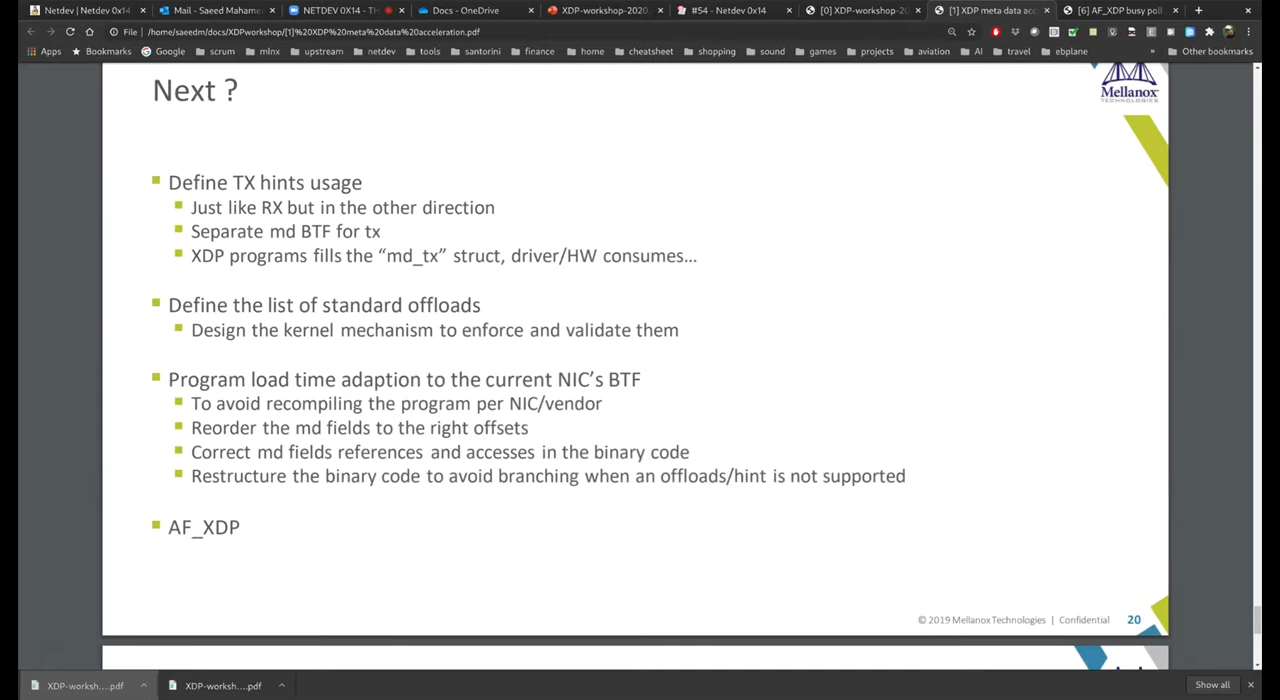 Netdev | Netdev 0x14
Mail - Saeed Mahame
NETDEV 0X14 - TH
Docs - OneDrive
XDP-workshop-2020
#54 - Netdev 0x14
[0] XDP-workshop-20
[1] XDP meta data acc
[6] AF_XDP busy poll
File | /home/saeedm/docs/XDPworkshop/[1]%20XDP%20meta%20data%20acceleration.pdf
Apps Bookmarks Google scrum mlnx upstream netdev tools santorini finance home cheatsheet shopping sound games projects aviation AI travel ebplane » Other bookmarks
Next ?
Mellanox
TECHNOLOGIES
Define TX hints usage
Just like RX but in the other direction
Separate md BTF for tx
XDP programs fills the “md_tx” struct, driver/HW consumes...
Define the list of standard offloads
Design the kernel mechanism to enforce and validate them
Program load time adaption to the current NIC’s BTF
To avoid recompiling the program per NIC/vendor
Reorder the md fields to the right offsets
Correct md fields references and accesses in the binary code
Restructure the binary code to avoid branching when an offloads/hint is not supported
AF_XDP
© 2019 Mellanox Technologies | Confidential 20
XDP-worksh....pdf
XDP-worksh....pdf
Show all